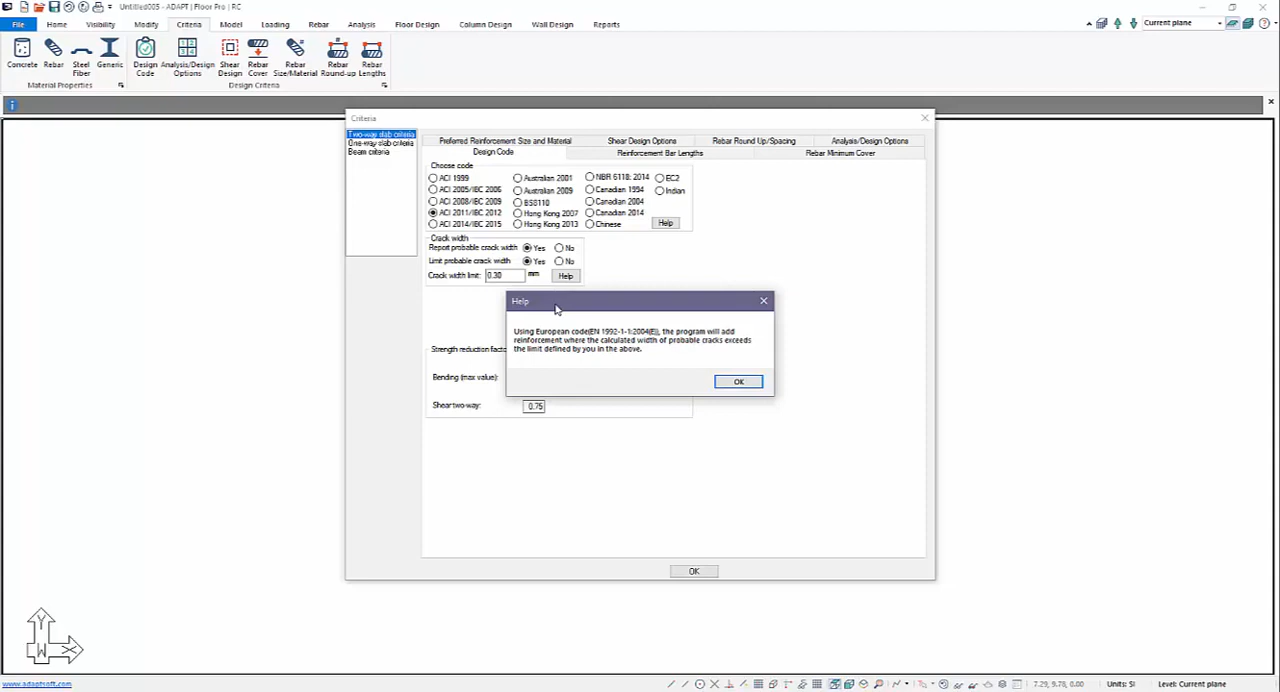 Untitled005 - ADAPT | Floor Pro | RC
File Home Visibility Modify Criteria Model Loading Rebar Analysis Floor Design Column Design Wall Design Reports
Current plane
Concrete Rebar Steel Fiber Generic
Design Code Analysis/Design Options Shear Design Rebar Cover Rebar Size/Material Rebar Round-up Rebar Lengths
Material Properties Design Criteria
Criteria
Two-way slab criteria
One-way slab criteria
Beam criteria
Preferred Reinforcement Size and Material Shear Design Options Rebar Round Up/Spacing Analysis/Design Options
Design Code Reinforcement Bar Lengths Rebar Minimum Cover
Choose code
ACI 1999 Australian 2001 NBR 6118: 2014 EC2
ACI 2005/IBC 2006 Australian 2009 Canadian 1994 Indian
ACI 2008/IBC 2009 BS8110 Canadian 2004
ACI 2011/IBC 2012 Hong Kong 2007 Canadian 2014
ACI 2014/IBC 2015 Hong Kong 2013 Chinese Help
Crack width
Report probable crack width Yes No
Limit probable crack width Yes No
Crack width limit: 0.30 mm Help
Help
Using European code(EN 1992-1-1:2004(E)), the program will add
reinforcement where the calculated width of probable cracks exceeds
the limit defined by you in the above.
OK
Strength reduction facto
Bending (max value):
Shear two-way: 0.75
OK
Y
W X
www.adaptsoft.com
7.29, 9.78, 0.00 Units: SI Level: Current plane